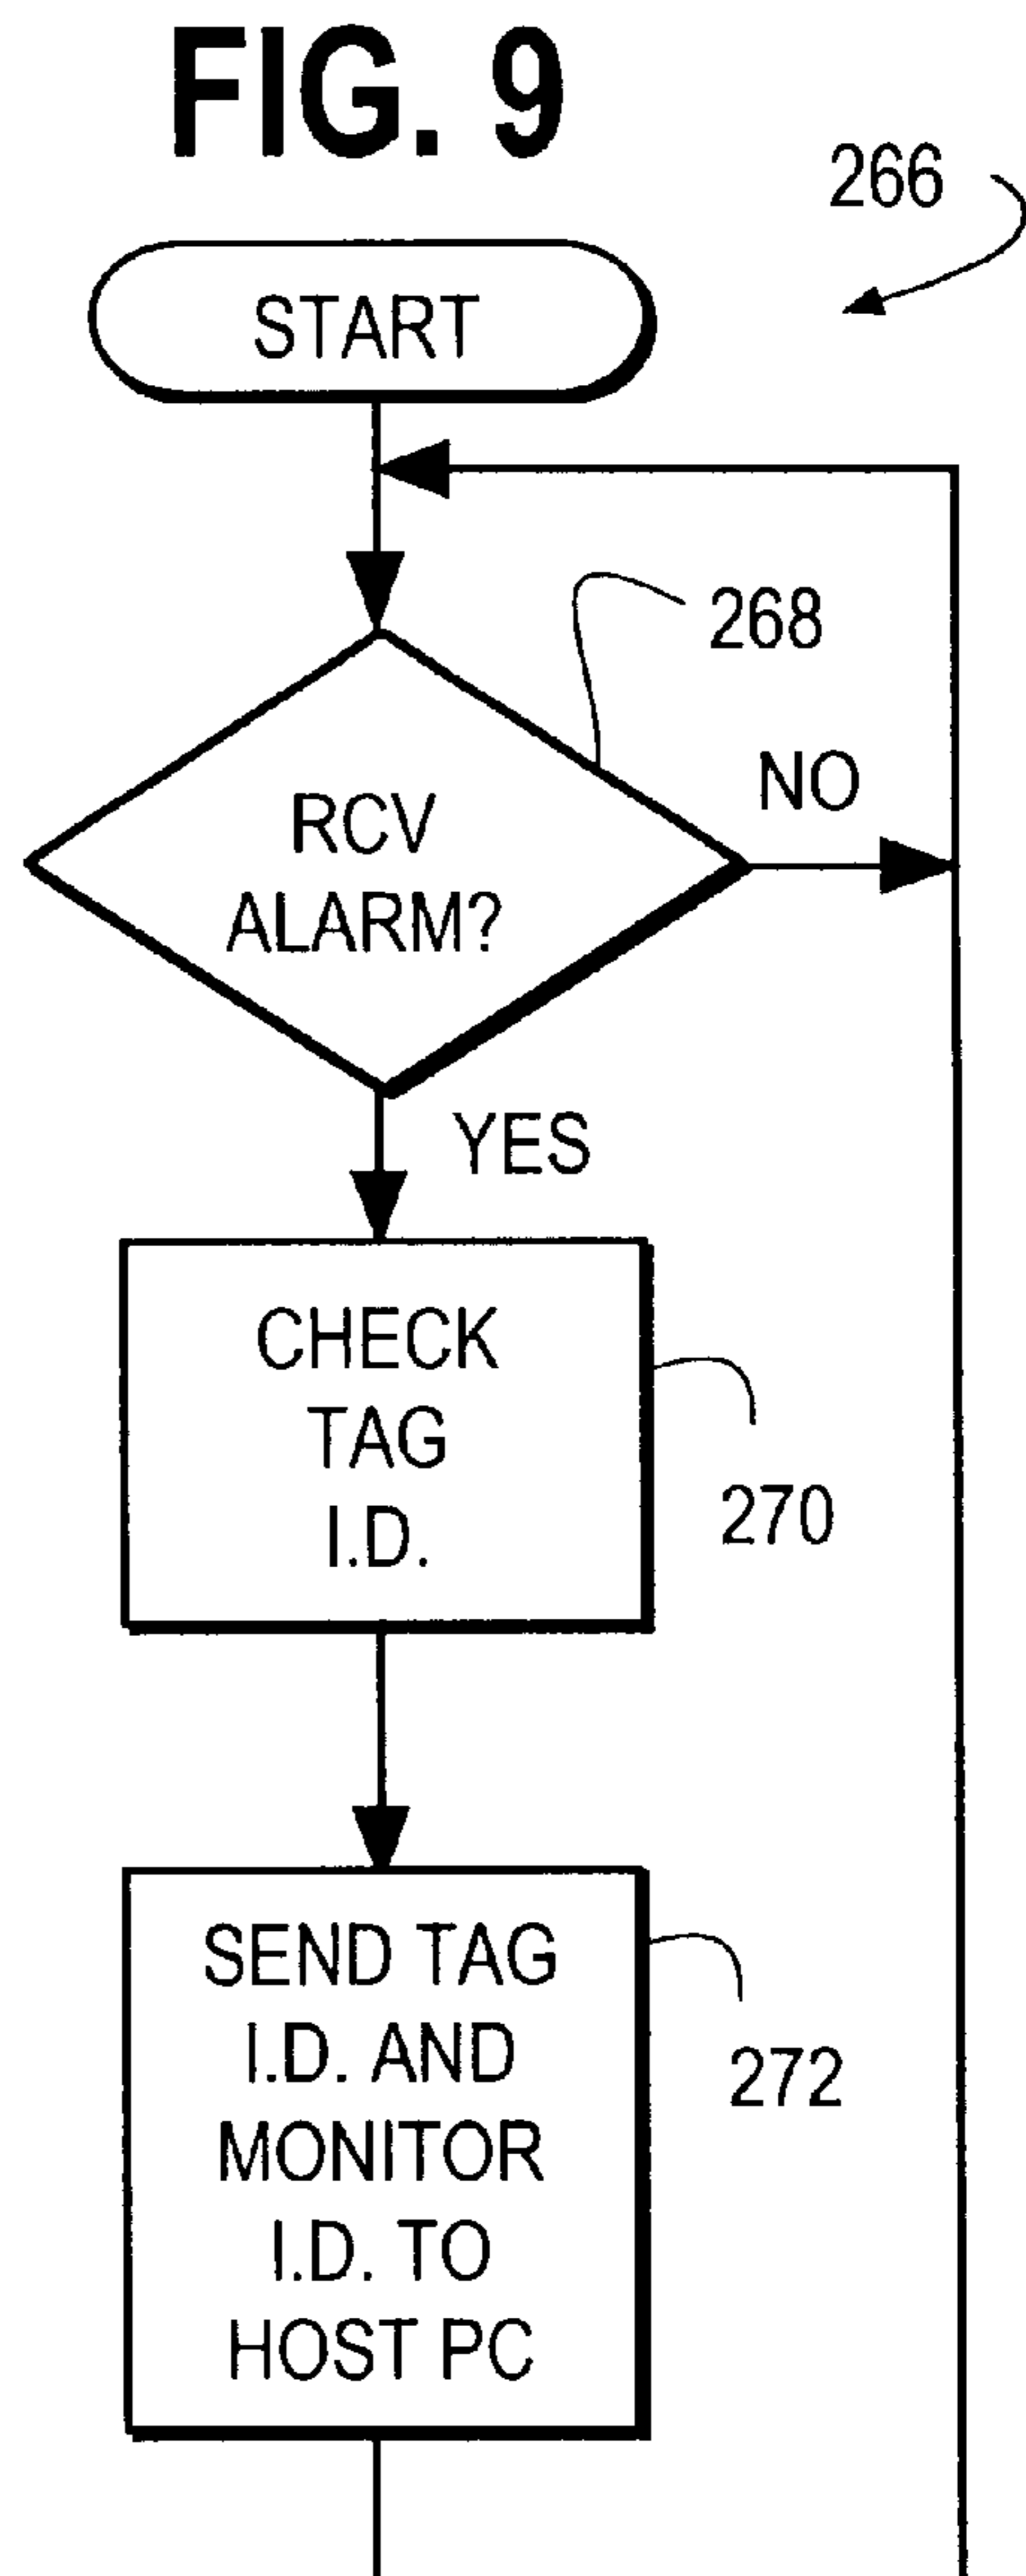 FIG. 9
266
START
268
NO
RCV
ALARM?
YES
CHECK
TAG
I.D.
270
SEND TAG
I.D. AND
MONITOR
I.D. TO
HOST PC
272